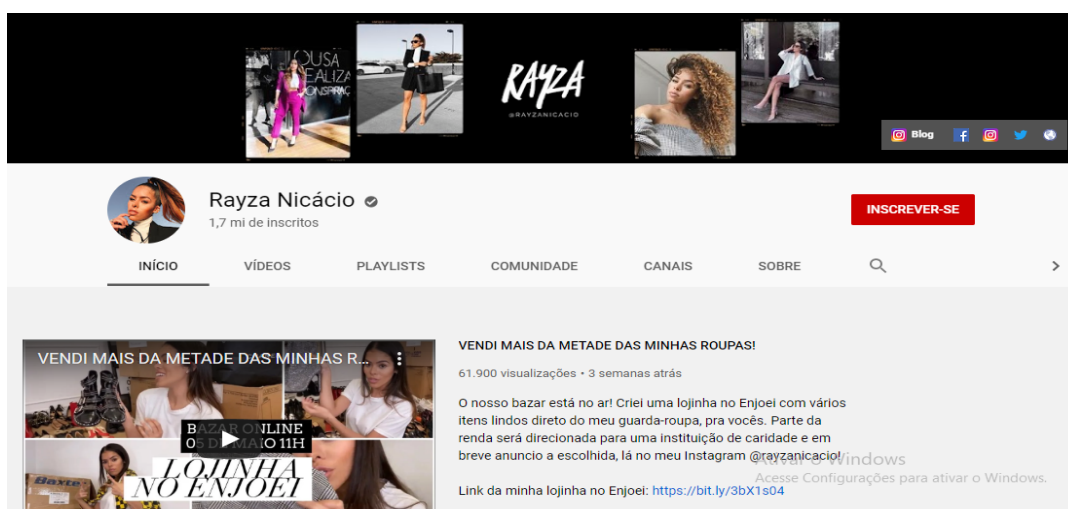 OUSA
REALIZA
CONSPIRAÇ
RAYZA
@RAYZANICACIO
Blog
Rayza Nicácio
1,7 mi de inscritos
INSCREVER-SE
INÍCIO
VÍDEOS
PLAYLISTS
COMUNIDADE
CANAIS
SOBRE
VENDI MAIS DA METADE DAS MINHAS R...
BAZAR ONLINE
05 DE MAIO 11H
LOJINHA
NO ENJOEI
Baxte
VENDI MAIS DA METADE DAS MINHAS ROUPAS!
61.900 visualizações • 3 semanas atrás
O nosso bazar está no ar! Criei uma lojinha no Enjoei com vários
itens lindos direto do meu guarda-roupa, pra vocês. Parte da
renda será direcionada para uma instituição de caridade e em
breve anuncio a escolhida, lá no meu Instagram @rayzanicacio!
Link da minha lojinha no Enjoei: https://bit.ly/3bX1s04
Ativar o Windows
Acesse Configurações para ativar o Windows.